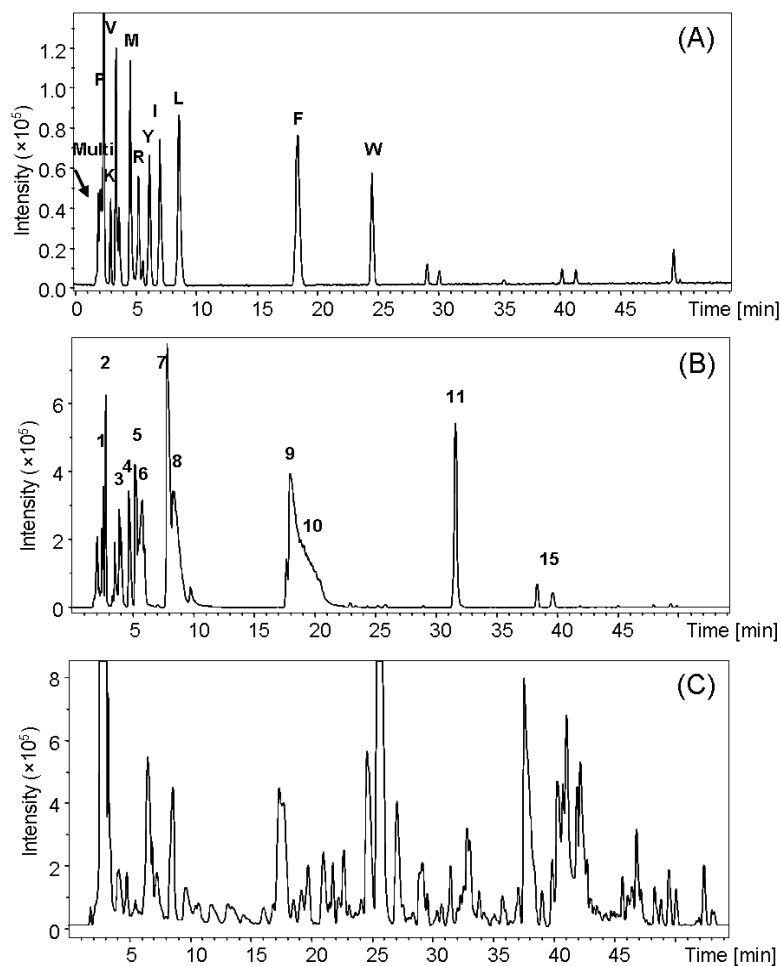 (A)
Intensity (×10⁵)
1.2
1.0
0.8
0.6
0.4
0.2
0.0
V
M
P
Multi
K
R
Y
I
L
F
W
0 5 10 15 20 25 30 35 40 45 Time [min]
(B)
Intensity (×10⁵)
6
4
2
0
1
2
3
4
5
6
7
8
9
10
11
15
5 10 15 20 25 30 35 40 45 Time [min]
(C)
Intensity (×10⁵)
8
6
4
2
0
5 10 15 20 25 30 35 40 45 Time [min]